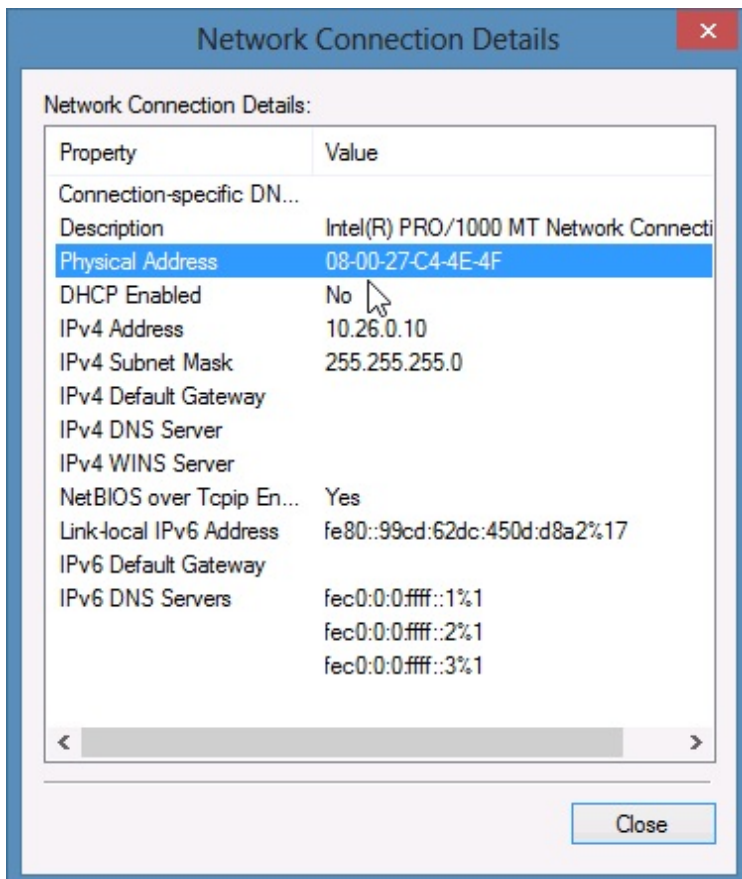 Network Connection Details
Network Connection Details:
Property Value
Connection-specific DN...
Description Intel(R) PRO/1000 MT Network Connecti
Physical Address 08-00-27-C4-4E-4F
DHCP Enabled No
IPv4 Address 10.26.0.10
IPv4 Subnet Mask 255.255.255.0
IPv4 Default Gateway
IPv4 DNS Server
IPv4 WINS Server
NetBIOS over Tcpip En... Yes
Link-local IPv6 Address fe80::99cd:62dc:450d:d8a2%17
IPv6 Default Gateway
IPv6 DNS Servers fec0:0:0:ffff::1%1
fec0:0:0:ffff::2%1
fec0:0:0:ffff::3%1
Close